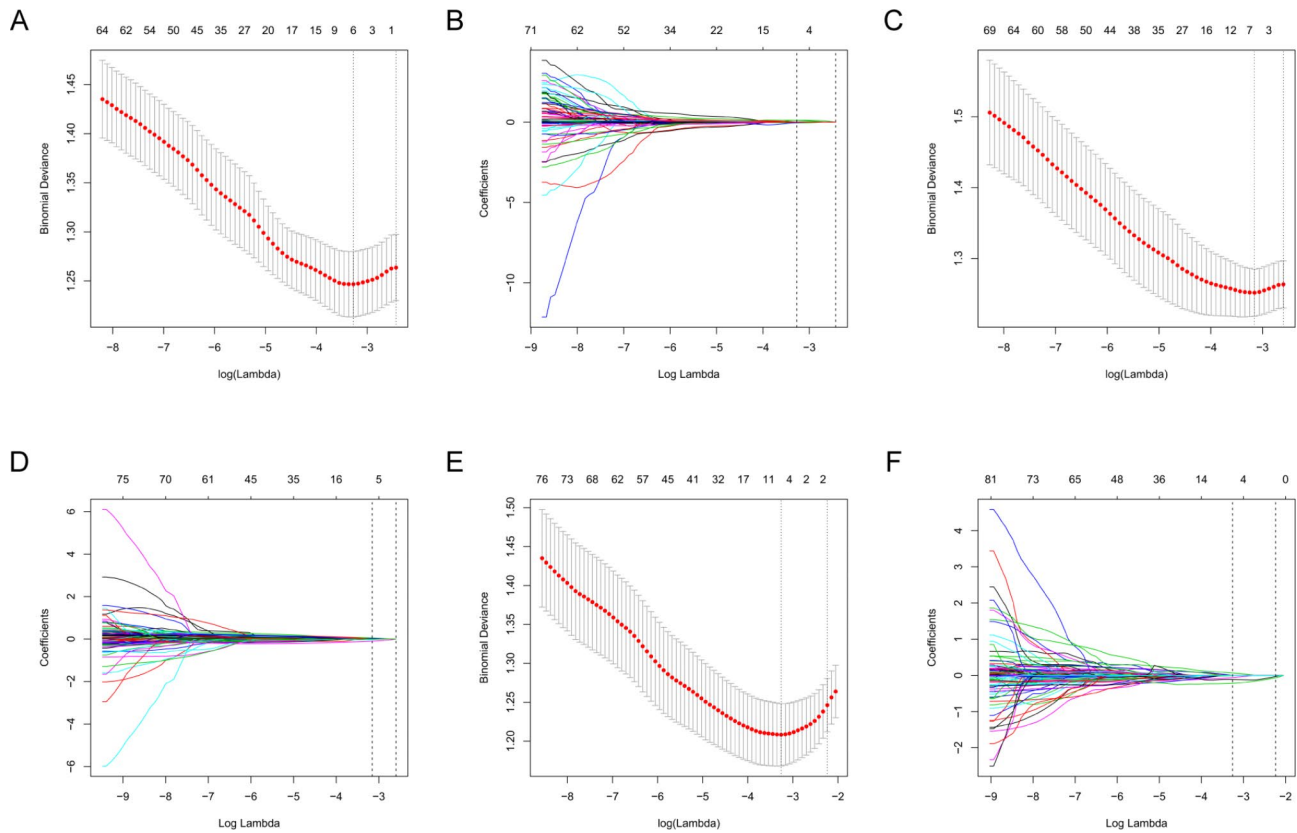 A
64 62 54 50 45 35 27 20 17 15 9 6 3 1
Binomial Deviance
1.45
1.40
1.35
1.30
1.25
−8 −7 −6 −5 −4 −3
log(Lambda)
B
71 62 52 34 22 15 4
Coefficients
0
−5
−10
−9 −8 −7 −6 −5 −4 −3
Log Lambda
C
69 64 60 58 50 44 38 35 27 16 12 7 3
Binomial Deviance
1.5
1.4
1.3
−8 −7 −6 −5 −4 −3
log(Lambda)
D
75 70 61 45 35 16 5
Coefficients
6
4
2
0
−2
−4
−6
−9 −8 −7 −6 −5 −4 −3
Log Lambda
E
76 73 68 62 57 45 41 32 17 11 4 2 2
Binomial Deviance
1.50
1.45
1.40
1.35
1.30
1.25
1.20
−8 −7 −6 −5 −4 −3 −2
log(Lambda)
F
81 73 65 48 36 14 4 0
Coefficients
4
3
2
1
0
−1
−2
−9 −8 −7 −6 −5 −4 −3 −2
Log Lambda